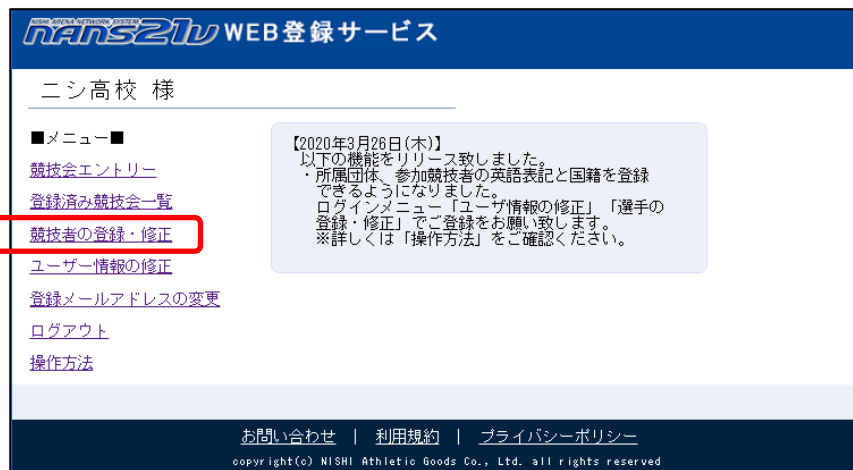 NISHI ARENA NETWORK SYSTEM
nans21v WEB登録サービス
ニシ高校 様
■メニュー■
競技会エントリー
登録済み競技会一覧
競技者の登録・修正
ユーザー情報の修正
登録メールアドレスの変更
ログアウト
操作方法
【2020年3月26日(木)】
以下の機能をリリース致しました。
・所属団体、参加競技者の英語表記と国籍を登録
できるようになりました。
ログインメニュー「ユーザ情報の修正」「選手の
登録・修正」でご登録をお願い致します。
※詳しくは「操作方法」をご確認ください。
お問い合わせ | 利用規約 | プライバシーポリシー
copyright(c) NISHI Athletic Goods Co., Ltd. all rights reserved